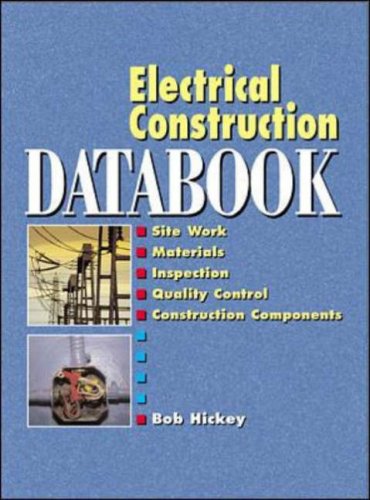 Electrical
Construction
DATABOOK
Site Work
Materials
Inspection
Quality Control
Construction Components
Bob Hickey